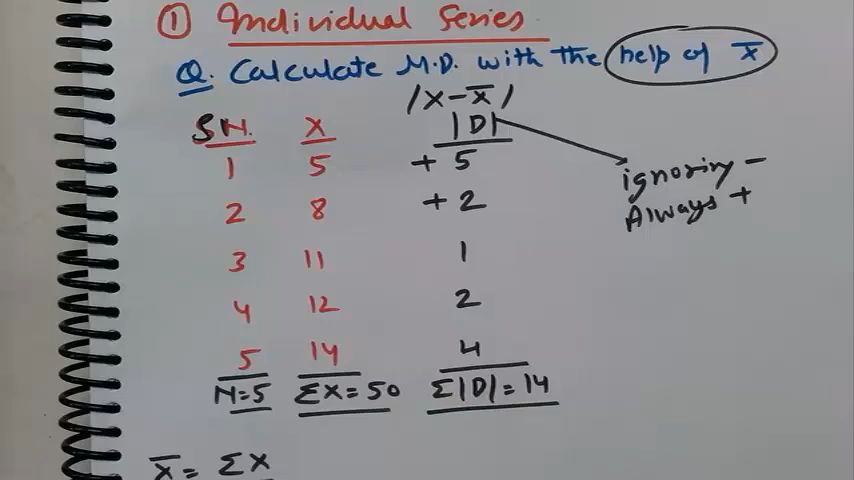 ① Individual Series
Q. Calculate M.D. with the help of x̄
/x-x̄/
S N. X |D|
1 5 + 5
2 8 + 2
3 11 1
4 12 2
5 14 4
N=5 ΣX=50 Σ|D|=14
ignoriny −
Always +
x̄ = ΣX